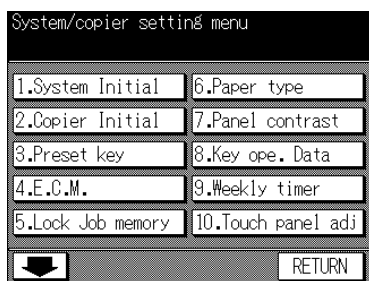 System/copier setting menu
1.System Initial
2.Copier Initial
3.Preset key
4.E.C.M.
5.Lock Job memory
6.Paper type
7.Panel contrast
8.Key ope. Data
9.Weekly timer
10.Touch panel adj
RETURN